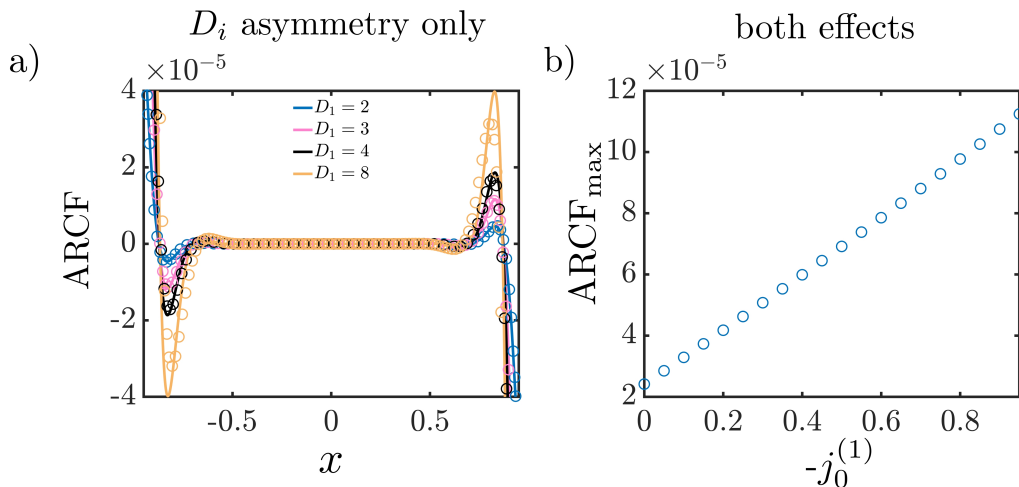 D_i asymmetry only
both effects
a)
×10^{-5}
4
2
0
-2
-4
ARCF
D_1 = 2
D_1 = 3
D_1 = 4
D_1 = 8
-0.5
0
0.5
x
b)
×10^{-5}
12
10
8
6
4
2
ARCF_{max}
0
0.2
0.4
0.6
0.8
-j_0^{(1)}